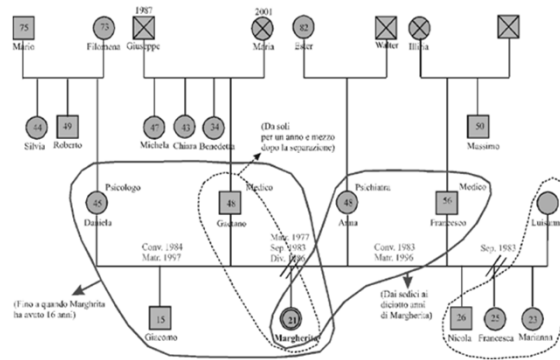 1987
2001
75
73
82
Mario
Filomena
Giuseppe
Maria
Ester
Walter
44
49
47
43
34
50
Silvia
Roberto
Michela
Chiara
Benedetta
Massimo
(Da soli
per un anno e mezzo
dopo la separazione)
Psicologo
Medico
Psichiatra
Medico
45
48
48
56
Daniela
Gaetano
Anna
Francesco
Luisanna
Conv. 1984
Matr. 1997
Matr. 1977
Sep. 1983
Div. 1986
Conv. 1983
Matr. 1996
Sep. 1983
(Fino a quando Marghrita
ha avuto 16 anni)
(Dai sedici ai
diciotto anni
di Margherita)
15
21
26
25
23
Giacomo
Margherita
Nicola
Francesca
Marianna